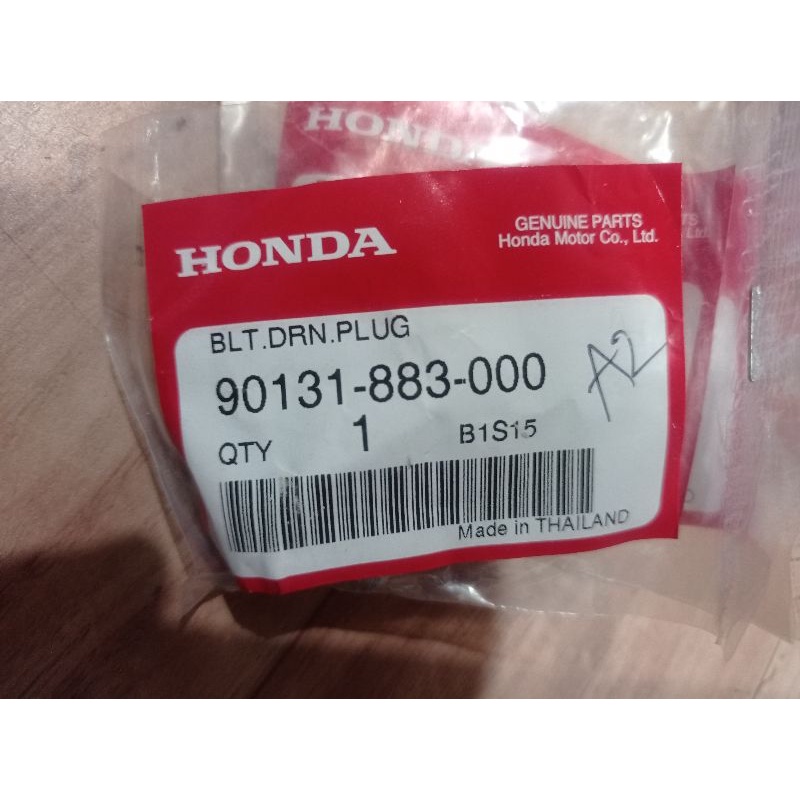 HONDA
HONDA
GENUINE PARTS
Honda Motor Co., Ltd.
BLT.DRN.PLUG
90131-883-000
A2
QTY 1 B1S15
Made in THAILAND